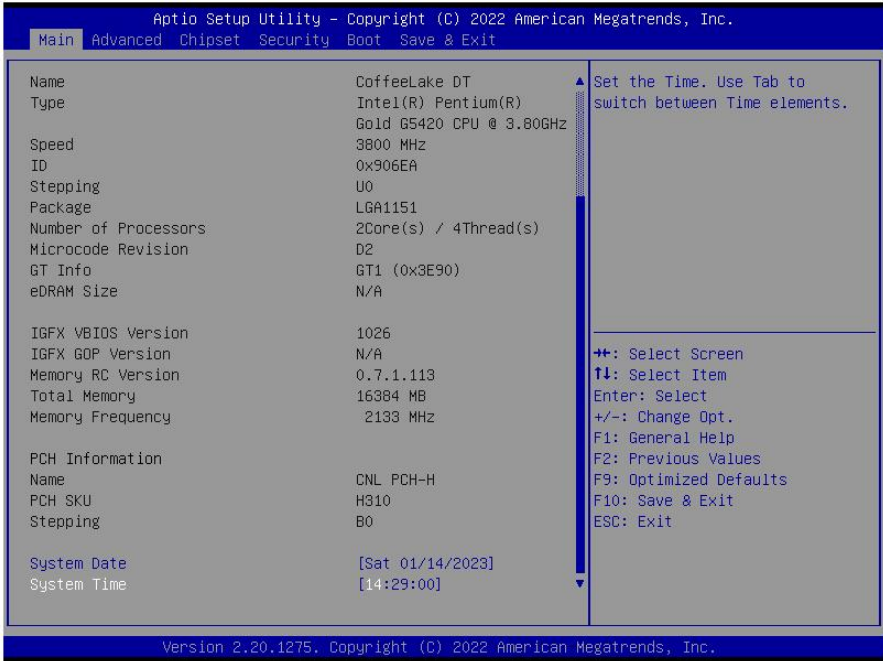 Aptio Setup Utility – Copyright (C) 2022 American Megatrends, Inc.
Main Advanced Chipset Security Boot Save & Exit
Name CoffeeLake DT
Type Intel(R) Pentium(R)
Gold G5420 CPU @ 3.80GHz
Speed 3800 MHz
ID 0x906EA
Stepping U0
Package LGA1151
Number of Processors 2Core(s) / 4Thread(s)
Microcode Revision D2
GT Info GT1 (0x3E90)
eDRAM Size N/A
IGFX VBIOS Version 1026
IGFX GOP Version N/A
Memory RC Version 0.7.1.113
Total Memory 16384 MB
Memory Frequency 2133 MHz
PCH Information
Name CNL PCH-H
PCH SKU H310
Stepping B0
System Date [Sat 01/14/2023]
System Time [14:29:00]
Set the Time. Use Tab to
switch between Time elements.
→←: Select Screen
↑↓: Select Item
Enter: Select
+/-: Change Opt.
F1: General Help
F2: Previous Values
F9: Optimized Defaults
F10: Save & Exit
ESC: Exit
Version 2.20.1275. Copyright (C) 2022 American Megatrends, Inc.